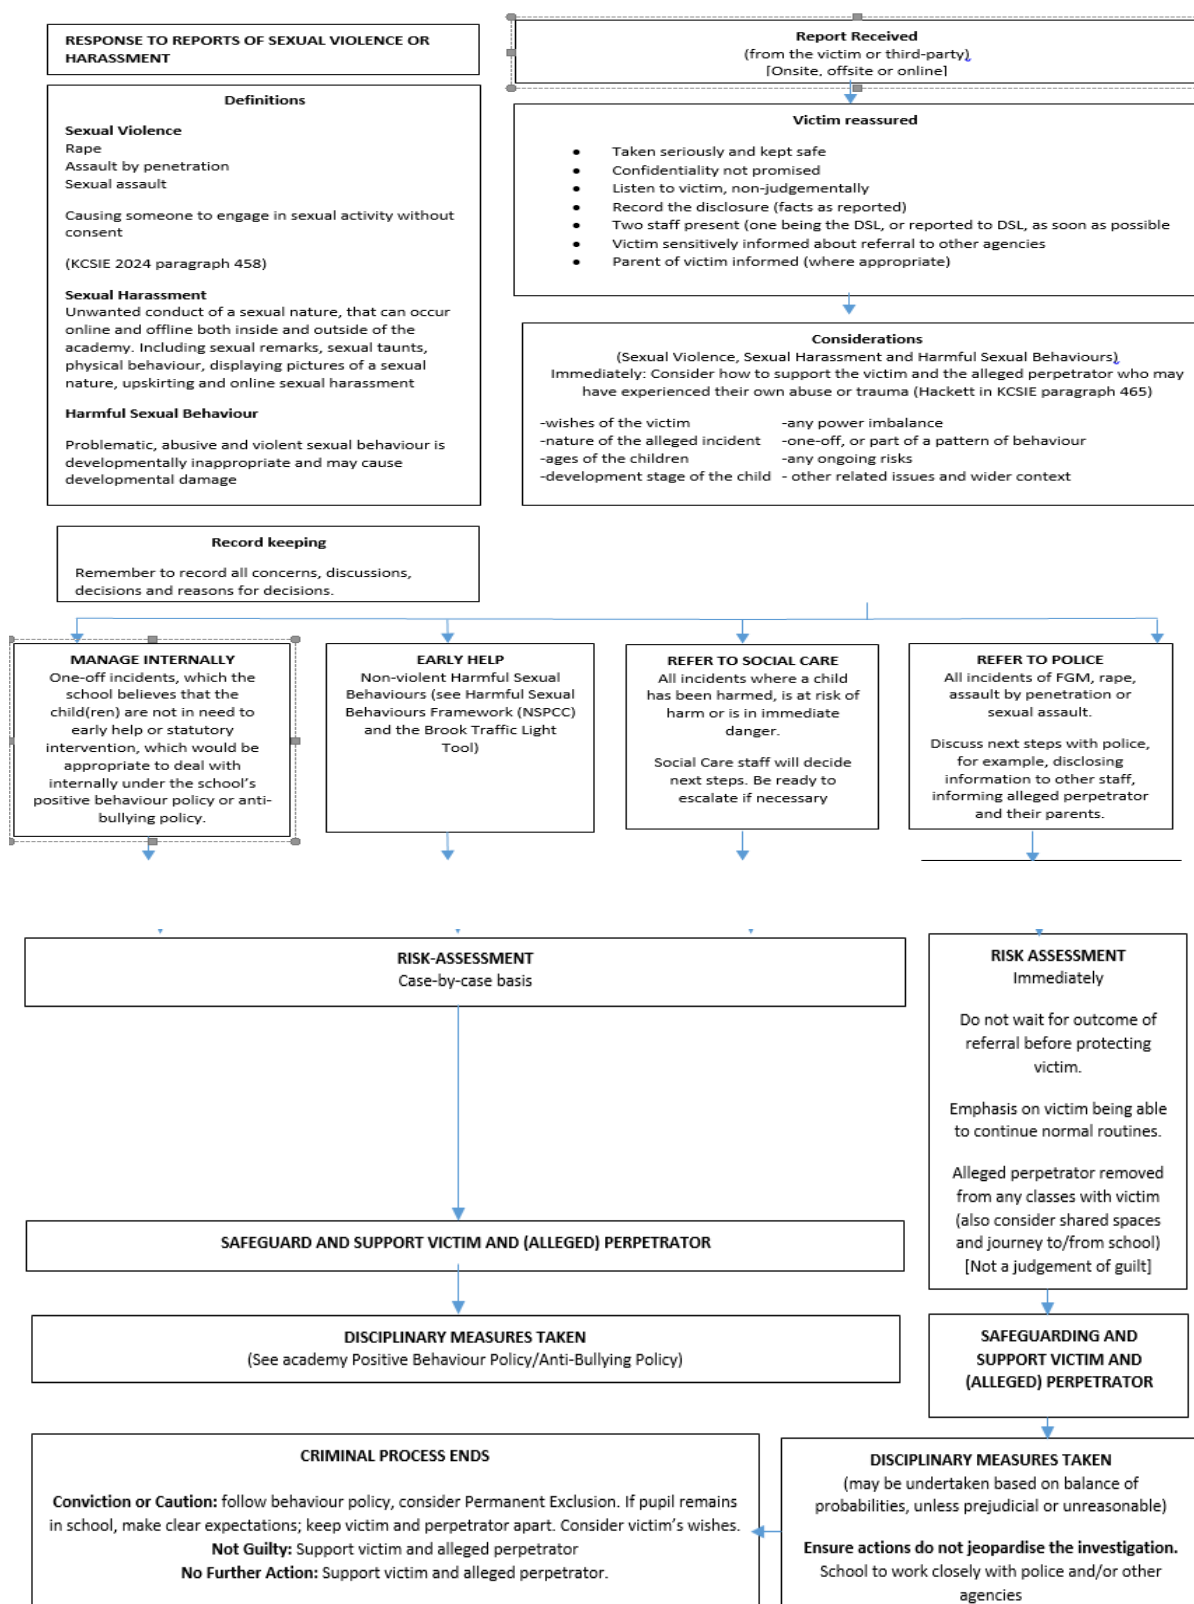 RESPONSE TO REPORTS OF SEXUAL VIOLENCE OR
HARASSMENT
Definitions
Sexual Violence
Rape
Assault by penetration
Sexual assault
Causing someone to engage in sexual activity without
consent
(KCSIE 2024 paragraph 458)
Sexual Harassment
Unwanted conduct of a sexual nature, that can occur
online and offline both inside and outside of the
academy. Including sexual remarks, sexual taunts,
physical behaviour, displaying pictures of a sexual
nature, upskirting and online sexual harassment
Harmful Sexual Behaviour
Problematic, abusive and violent sexual behaviour is
developmentally inappropriate and may cause
developmental damage
Record keeping
Remember to record all concerns, discussions,
decisions and reasons for decisions.
Report Received
(from the victim or third-party)
[Onsite, offsite or online]
Victim reassured
• Taken seriously and kept safe
• Confidentiality not promised
• Listen to victim, non-judgementally
• Record the disclosure (facts as reported)
• Two staff present (one being the DSL, or reported to DSL, as soon as possible
• Victim sensitively informed about referral to other agencies
• Parent of victim informed (where appropriate)
Considerations
(Sexual Violence, Sexual Harassment and Harmful Sexual Behaviours)
Immediately: Consider how to support the victim and the alleged perpetrator who may
have experienced their own abuse or trauma (Hackett in KCSIE paragraph 465)
-wishes of the victim -any power imbalance
-nature of the alleged incident -one-off, or part of a pattern of behaviour
-ages of the children -any ongoing risks
-development stage of the child - other related issues and wider context
MANAGE INTERNALLY
One-off incidents, which the
school believes that the
child(ren) are not in need to
early help or statutory
intervention, which would be
appropriate to deal with
internally under the school's
positive behaviour policy or anti-
bullying policy.
EARLY HELP
Non-violent Harmful Sexual
Behaviours (see Harmful Sexual
Behaviours Framework (NSPCC)
and the Brook Traffic Light
Tool)
REFER TO SOCIAL CARE
All incidents where a child
has been harmed, is at risk of
harm or is in immediate
danger.
Social Care staff will decide
next steps. Be ready to
escalate if necessary
REFER TO POLICE
All incidents of FGM, rape,
assault by penetration or
sexual assault.
Discuss next steps with police,
for example, disclosing
information to other staff,
informing alleged perpetrator
and their parents.
RISK-ASSESSMENT
Case-by-case basis
SAFEGUARD AND SUPPORT VICTIM AND (ALLEGED) PERPETRATOR
DISCIPLINARY MEASURES TAKEN
(See academy Positive Behaviour Policy/Anti-Bullying Policy)
RISK ASSESSMENT
Immediately
Do not wait for outcome of
referral before protecting
victim.
Emphasis on victim being able
to continue normal routines.
Alleged perpetrator removed
from any classes with victim
(also consider shared spaces
and journey to/from school)
[Not a judgement of guilt]
SAFEGUARDING AND
SUPPORT VICTIM AND
(ALLEGED) PERPETRATOR
DISCIPLINARY MEASURES TAKEN
(may be undertaken based on balance of
probabilities, unless prejudicial or unreasonable)
Ensure actions do not jeopardise the investigation.
School to work closely with police and/or other
agencies
CRIMINAL PROCESS ENDS
Conviction or Caution: follow behaviour policy, consider Permanent Exclusion. If pupil remains
in school, make clear expectations; keep victim and perpetrator apart. Consider victim's wishes.
Not Guilty: Support victim and alleged perpetrator
No Further Action: Support victim and alleged perpetrator.